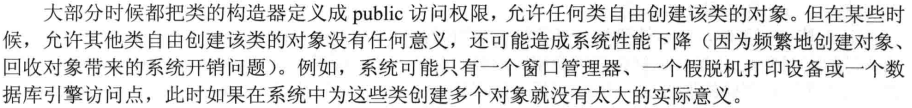 大部分时候都把类的构造器定义成 public 访问权限，允许任何类自由创建该类的对象。但在某些时
候，允许其他类自由创建该类的对象没有任何意义，还可能造成系统性能下降（因为频繁地创建对象、
回收对象带来的系统开销问题）。例如，系统可能只有一个窗口管理器、一个假脱机打印设备或一个数
据库引擎访问点，此时如果在系统中为这些类创建多个对象就没有太大的实际意义。